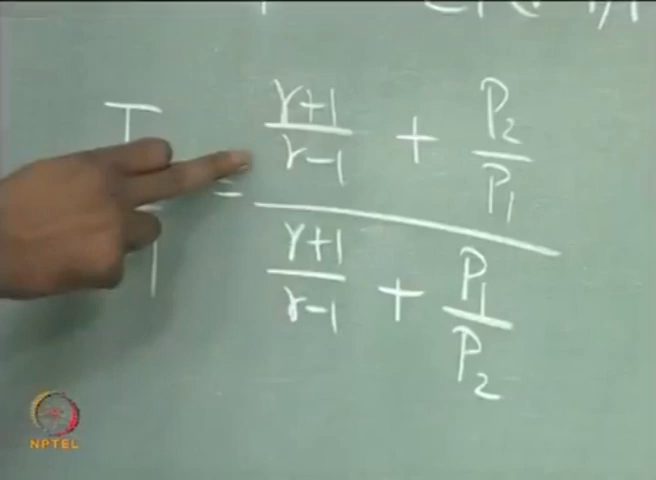 T = γ+1/γ-1 + P2/P1
T γ+1/γ-1 + P1/P2
NPTEL